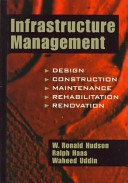 Infrastructure
Management
DESIGN
CONSTRUCTION
MAINTENANCE
REHABILITATION
RENOVATION
W. Ronald Hudson
Ralph Haas
Waheed Uddin